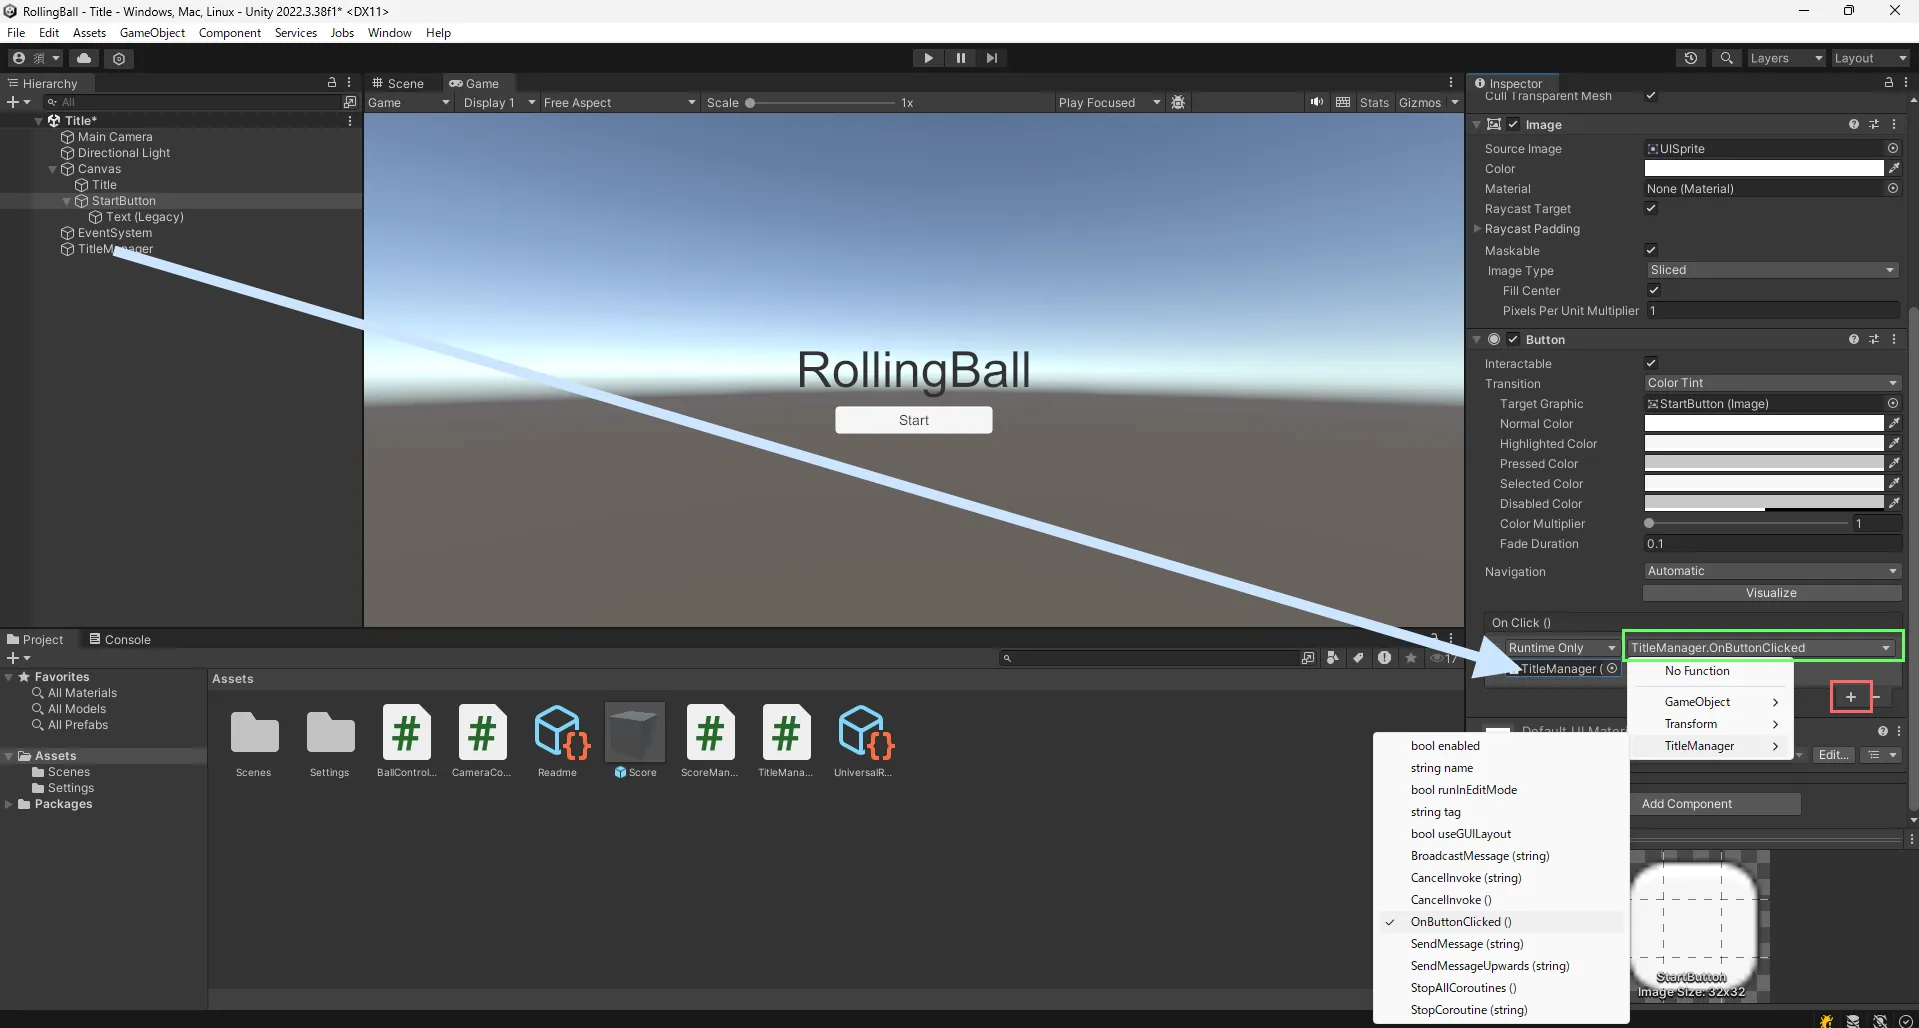 RollingBall - Title - Windows, Mac, Linux - Unity 2022.3.38f1* <DX11>
File Edit Assets GameObject Component Services Jobs Window Help
須
Layers Layout
Hierarchy
All
Title*
Main Camera
Directional Light
Canvas
Title
StartButton
Text (Legacy)
EventSystem
TitleManager
Scene Game
Game Display 1 Free Aspect Scale 1x Play Focused Stats Gizmos
RollingBall
Start
Inspector
Cull Transparent Mesh
Image
Source Image UISprite
Color
Material None (Material)
Raycast Target
Raycast Padding
Maskable
Image Type Sliced
Fill Center
Pixels Per Unit Multiplier 1
Button
Interactable
Transition Color Tint
Target Graphic StartButton (Image)
Normal Color
Highlighted Color
Pressed Color
Selected Color
Disabled Color
Color Multiplier 1
Fade Duration 0.1
Navigation Automatic
Visualize
On Click ()
Runtime Only TitleManager.OnButtonClicked
TitleManager (
No Function
GameObject
Transform
TitleManager
Default UI Materi
Edit...
bool enabled
string name
bool runInEditMode
string tag
bool useGUILayout
BroadcastMessage (string)
CancelInvoke (string)
CancelInvoke ()
OnButtonClicked ()
SendMessage (string)
SendMessageUpwards (string)
StopAllCoroutines ()
StopCoroutine (string)
Add Component
StartButton
Image Size: 32x32
Project Console
17
Favorites
All Materials
All Models
All Prefabs
Assets
Scenes
Settings
Packages
Assets
Scenes Settings BallControl... CameraCo... Readme Score ScoreMan... TitleMana... UniversalR...